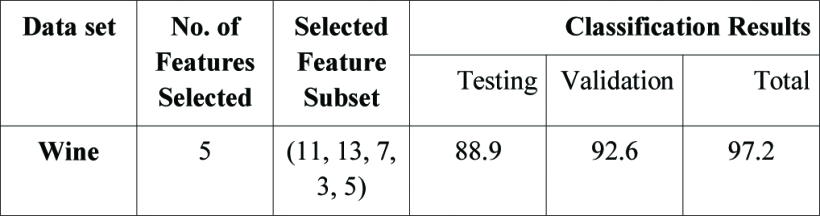 Data set
No. of
Features
Selected
Selected
Feature
Subset
Classification Results
Testing
Validation
Total
Wine
5
(11, 13, 7,
3, 5)
88.9
92.6
97.2